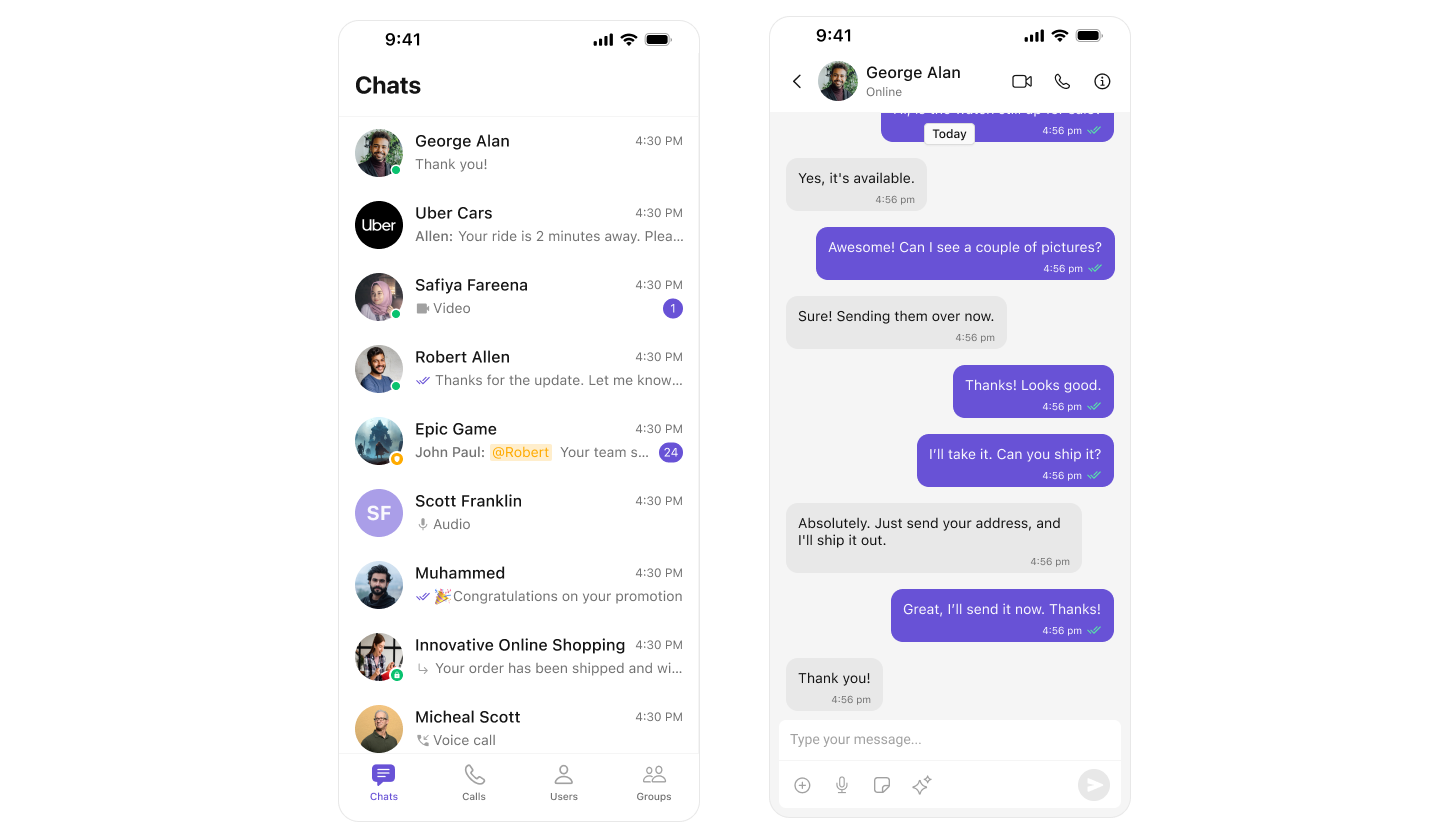 9:41
Chats
George Alan 4:30 PM
Thank you!
Uber
Uber Cars 4:30 PM
Allen: Your ride is 2 minutes away. Plea...
Safiya Fareena 4:30 PM
Video 1
Robert Allen 4:30 PM
Thanks for the update. Let me know...
Epic Game 4:30 PM
John Paul: @Robert Your team s... 24
SF
Scott Franklin 4:30 PM
Audio
Muhammed 4:30 PM
🎉Congratulations on your promotion
Innovative Online Shopping 4:30 PM
Your order has been shipped and wi...
Micheal Scott 4:30 PM
Voice call
Chats Calls Users Groups
9:41
George Alan
Online
4:56 pm
Today
Yes, it's available.
4:56 pm
Awesome! Can I see a couple of pictures?
4:56 pm
Sure! Sending them over now.
4:56 pm
Thanks! Looks good.
4:56 pm
I’ll take it. Can you ship it?
4:56 pm
Absolutely. Just send your address, and
I'll ship it out.
4:56 pm
Great, I’ll send it now. Thanks!
4:56 pm
Thank you!
4:56 pm
Type your message...